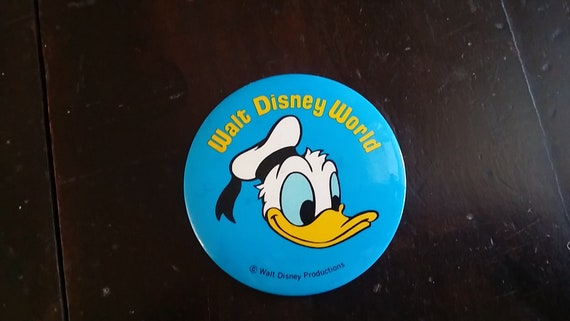 Walt Disney World
© Walt Disney Productions